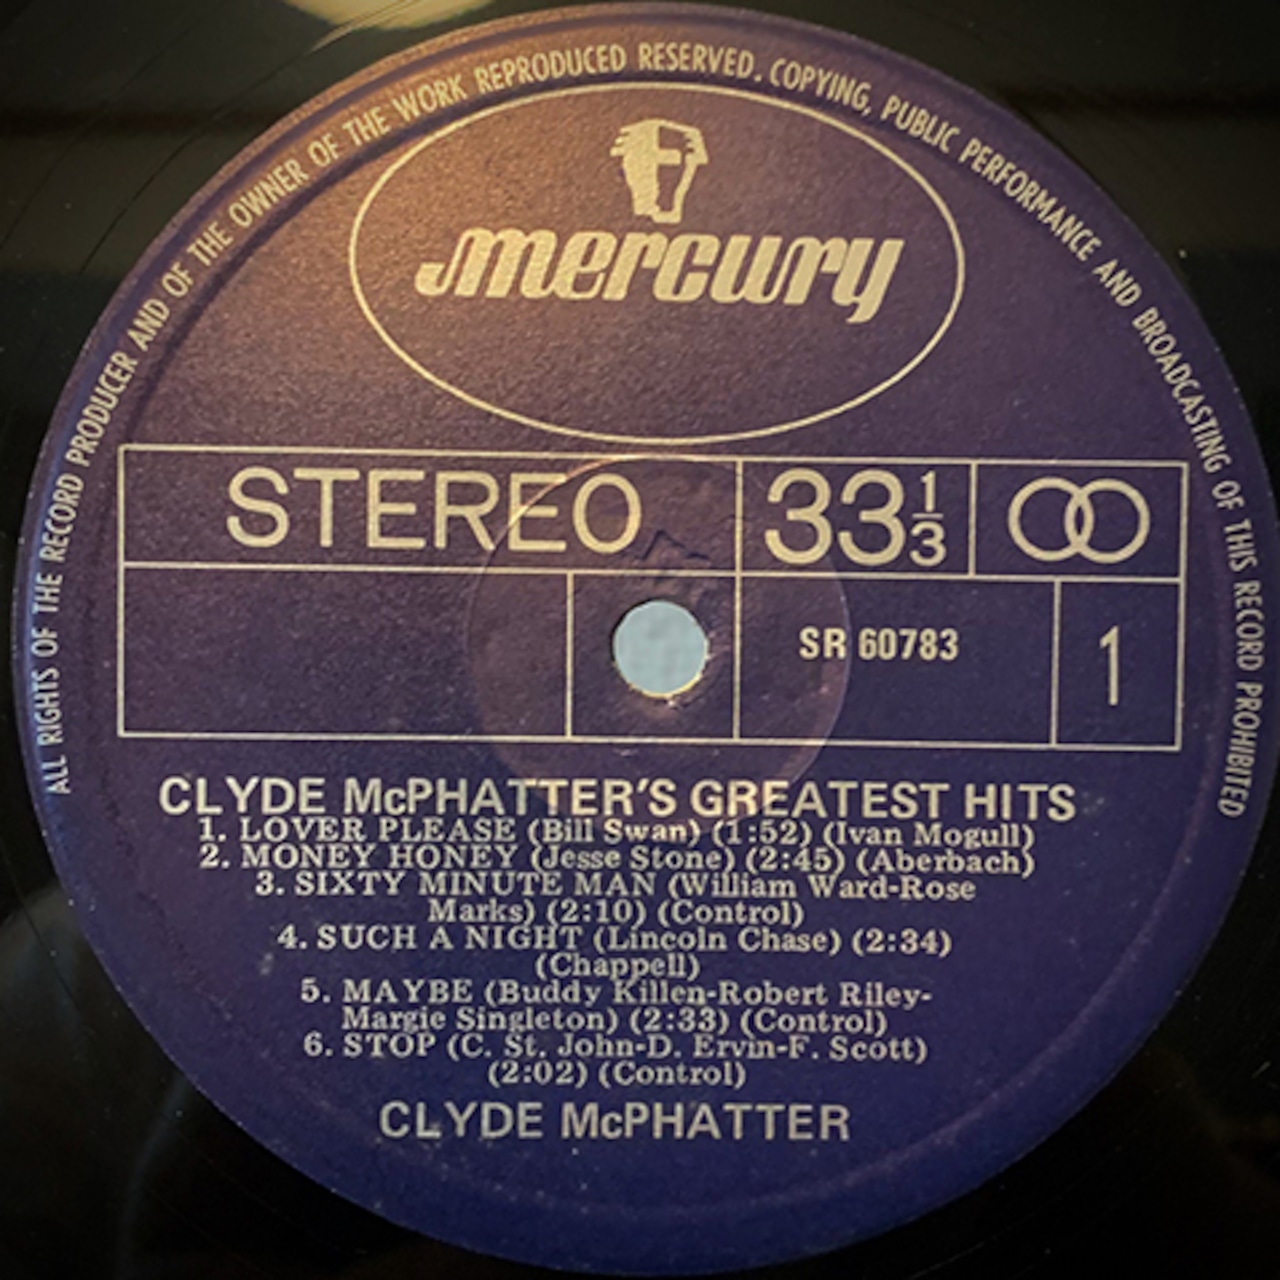 ALL RIGHTS OF THE RECORD PRODUCER AND OF THE OWNER OF THE WORK REPRODUCED RESERVED. COPYING, PUBLIC PERFORMANCE AND BROADCASTING OF THIS RECORD PROHIBITED
mercury
STEREO 33 1/3
SR 60783 1
CLYDE McPHATTER'S GREATEST HITS
1. LOVER PLEASE (Bill Swan) (1:52) (Ivan Mogull)
2. MONEY HONEY (Jesse Stone) (2:45) (Aberbach)
3. SIXTY MINUTE MAN (William Ward-Rose
Marks) (2:10) (Control)
4. SUCH A NIGHT (Lincoln Chase) (2:34)
(Chappell)
5. MAYBE (Buddy Killen-Robert Riley-
Margie Singleton) (2:33) (Control)
6. STOP (C. St. John-D. Ervin-F. Scott)
(2:02) (Control)
CLYDE McPHATTER